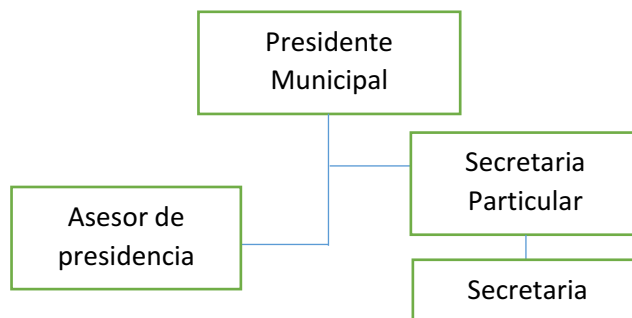 Presidente
Municipal
Secretaria
Particular
Asesor de
presidencia
Secretaria